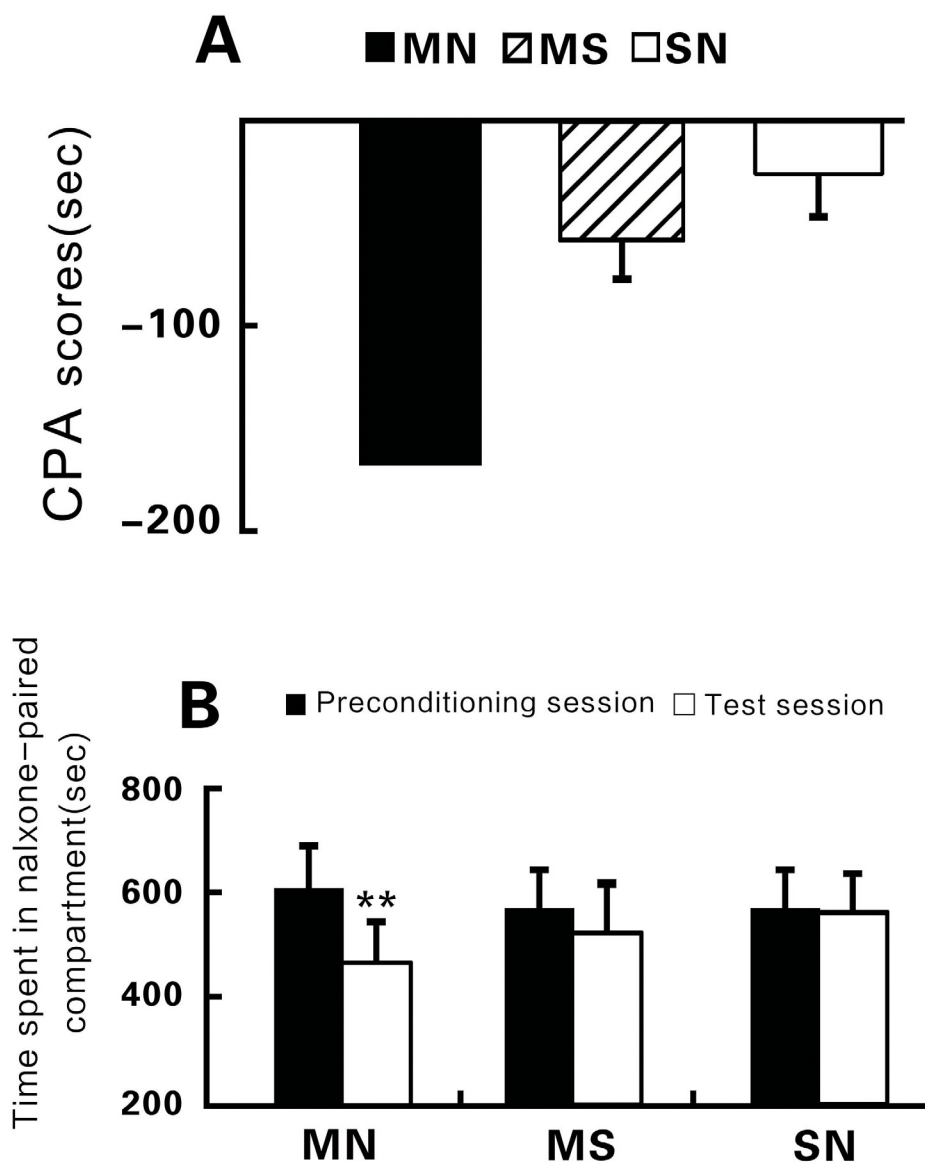 A
MN MS SN
CPA scores(sec)
−100
−200
B
Preconditioning session Test session
Time spent in nalxone−paired
compartment(sec)
800
600
400
200
**
MN MS SN